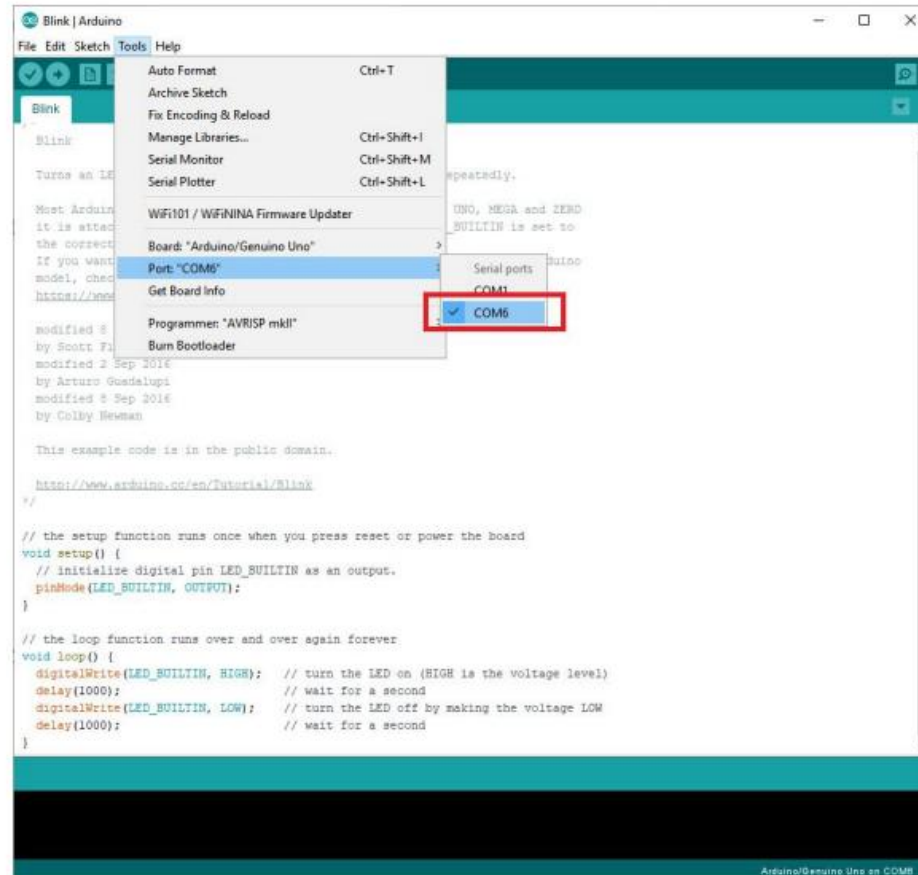 Blink | Arduino
File Edit Sketch Tools Help
Auto Format Ctrl+T
Archive Sketch
Fix Encoding & Reload
Manage Libraries... Ctrl+Shift+I
Serial Monitor Ctrl+Shift+M
Serial Plotter Ctrl+Shift+L
WiFi101 / WiFiNINA Firmware Updater
Board: "Arduino/Genuino Uno"
Port: "COM6"
Get Board Info
Programmer: "AVRISP mkII"
Burn Bootloader
Serial ports
COM1
COM6
Blink
Blink
Turns an LE
epeatedly.
Most Arduin
UNO, MEGA and ZERO
it is attac
_BUILTIN is set to
the correct
If you want
duino
model, chec
https://www
modified 8
by Scott Fi
modified 2 Sep 2016
by Arturo Guadalupi
modified 8 Sep 2016
by Colby Newman
This example code is in the public domain.
http://www.arduino.cc/en/Tutorial/Blink
*/
// the setup function runs once when you press reset or power the board
void setup() {
// initialize digital pin LED_BUILTIN as an output.
pinMode(LED_BUILTIN, OUTPUT);
}
// the loop function runs over and over again forever
void loop() {
digitalWrite(LED_BUILTIN, HIGH); // turn the LED on (HIGH is the voltage level)
delay(1000); // wait for a second
digitalWrite(LED_BUILTIN, LOW); // turn the LED off by making the voltage LOW
delay(1000); // wait for a second
}
Arduino/Genuino Uno on COM6